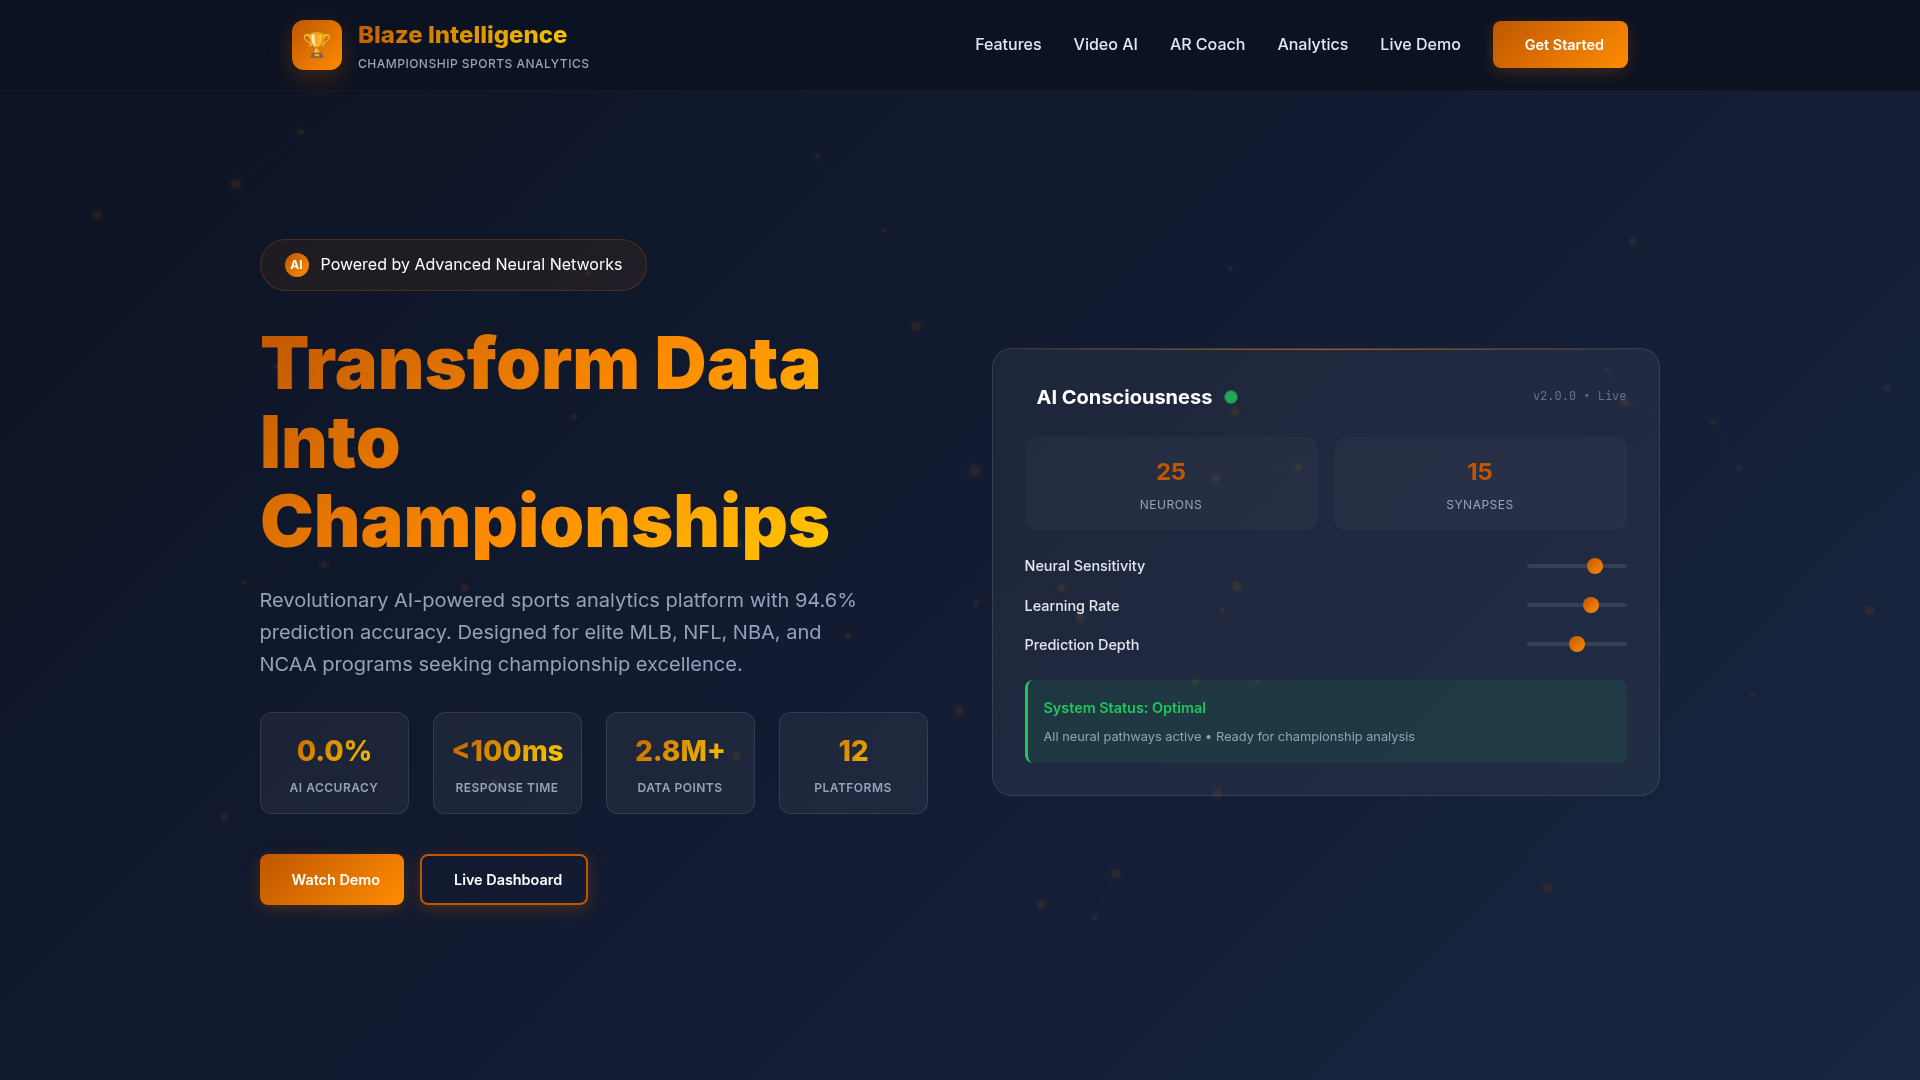 Blaze Intelligence
CHAMPIONSHIP SPORTS ANALYTICS
Features
Video AI
AR Coach
Analytics
Live Demo
Get Started
AI
Powered by Advanced Neural Networks
Transform Data
Into
Championships
Revolutionary AI-powered sports analytics platform with 94.6%
prediction accuracy. Designed for elite MLB, NFL, NBA, and
NCAA programs seeking championship excellence.
0.0%
AI ACCURACY
<100ms
RESPONSE TIME
2.8M+
DATA POINTS
12
PLATFORMS
Watch Demo
Live Dashboard
AI Consciousness
v2.0.0 • Live
25
NEURONS
15
SYNAPSES
Neural Sensitivity
Learning Rate
Prediction Depth
System Status: Optimal
All neural pathways active • Ready for championship analysis